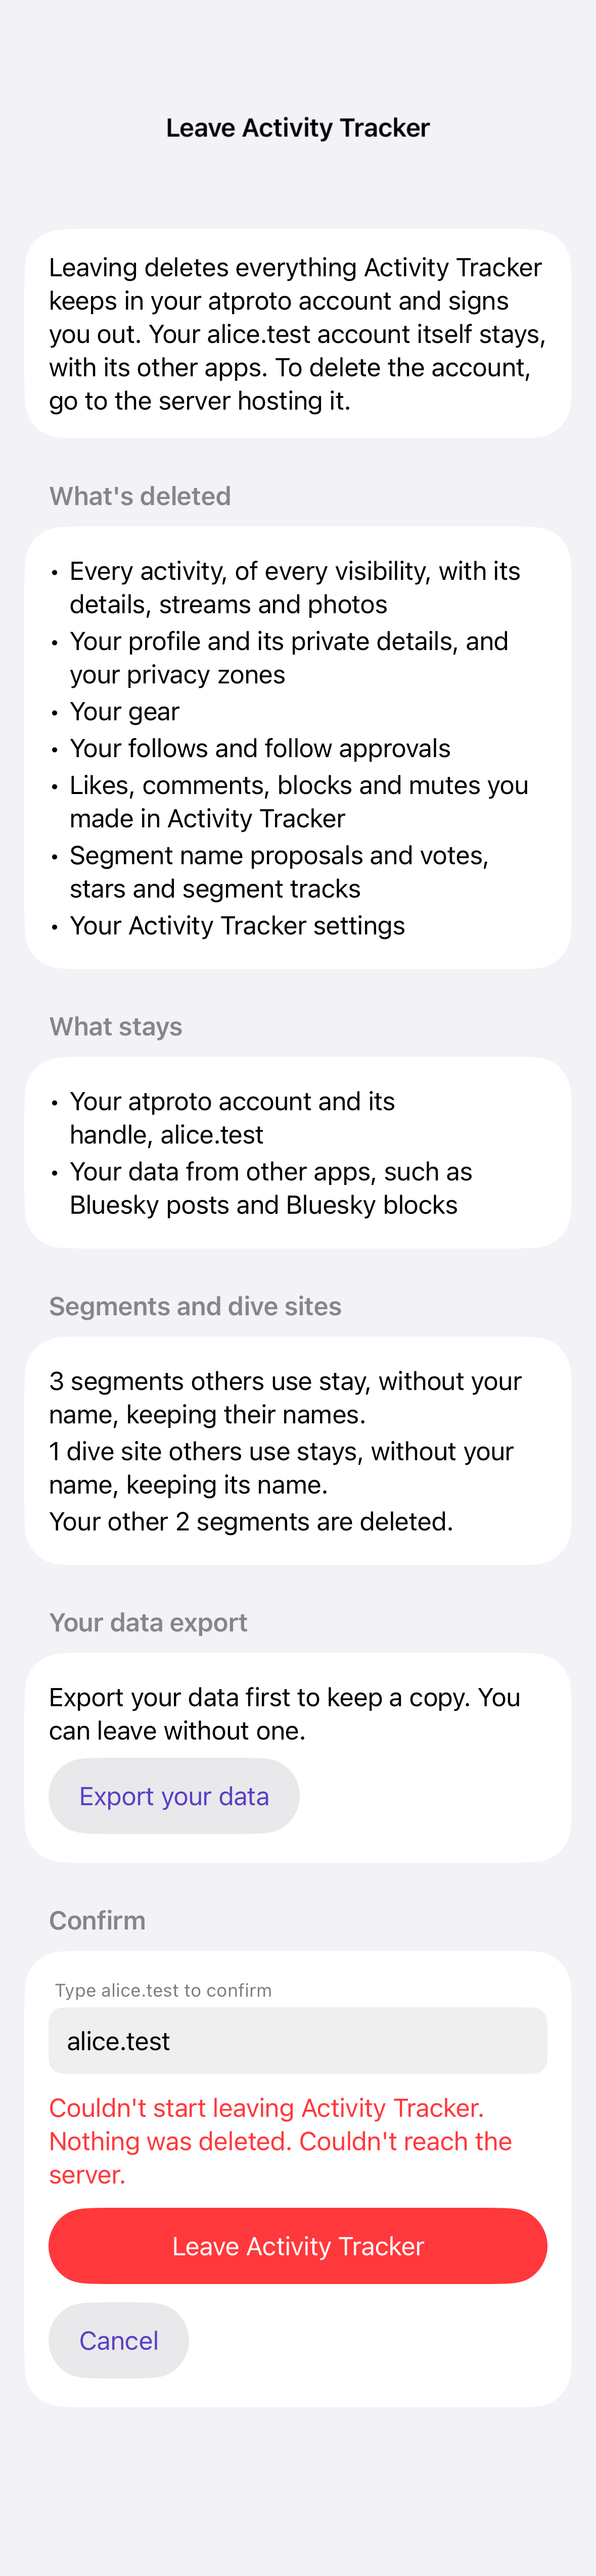 Leave Activity Tracker
Leaving deletes everything Activity Tracker
keeps in your atproto account and signs
you out. Your alice.test account itself stays,
with its other apps. To delete the account,
go to the server hosting it.
What's deleted
• Every activity, of every visibility, with its
details, streams and photos
• Your profile and its private details, and
your privacy zones
• Your gear
• Your follows and follow approvals
• Likes, comments, blocks and mutes you
made in Activity Tracker
• Segment name proposals and votes,
stars and segment tracks
• Your Activity Tracker settings
What stays
• Your atproto account and its
handle, alice.test
• Your data from other apps, such as
Bluesky posts and Bluesky blocks
Segments and dive sites
3 segments others use stay, without your
name, keeping their names.
1 dive site others use stays, without your
name, keeping its name.
Your other 2 segments are deleted.
Your data export
Export your data first to keep a copy. You
can leave without one.
Export your data
Confirm
Type alice.test to confirm
alice.test
Couldn't start leaving Activity Tracker.
Nothing was deleted. Couldn't reach the
server.
Leave Activity Tracker
Cancel